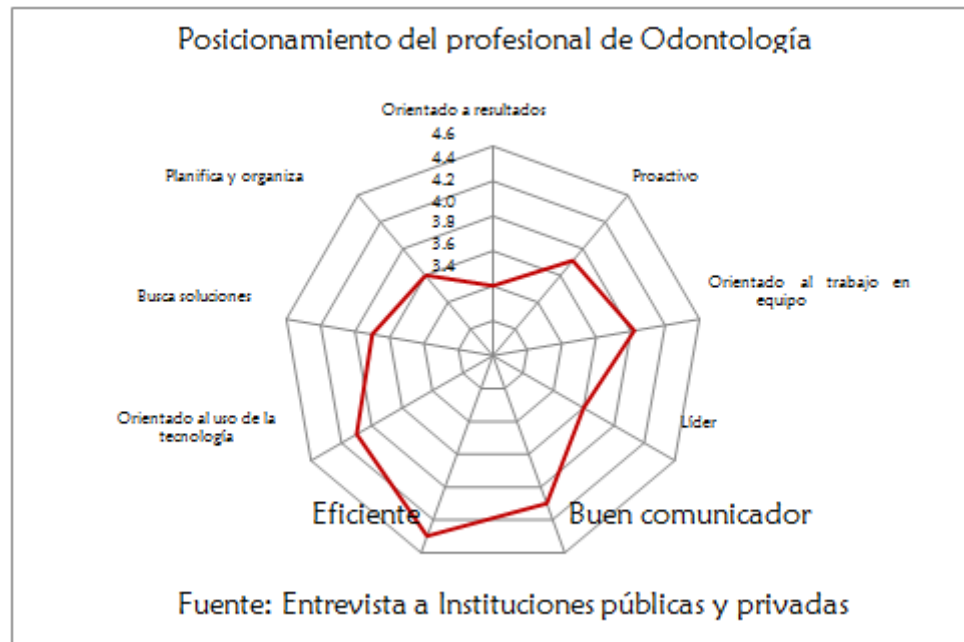 Posicionamiento del profesional de Odontología
Orientado a resultados
4.6
4.4
4.2
4.0
3.8
3.6
3.4
Planifica y organiza
Proactivo
Busca soluciones
Orientado al trabajo en
equipo
Orientado al uso de la
tecnología
Líder
Eficiente
Buen comunicador
Fuente: Entrevista a Instituciones públicas y privadas